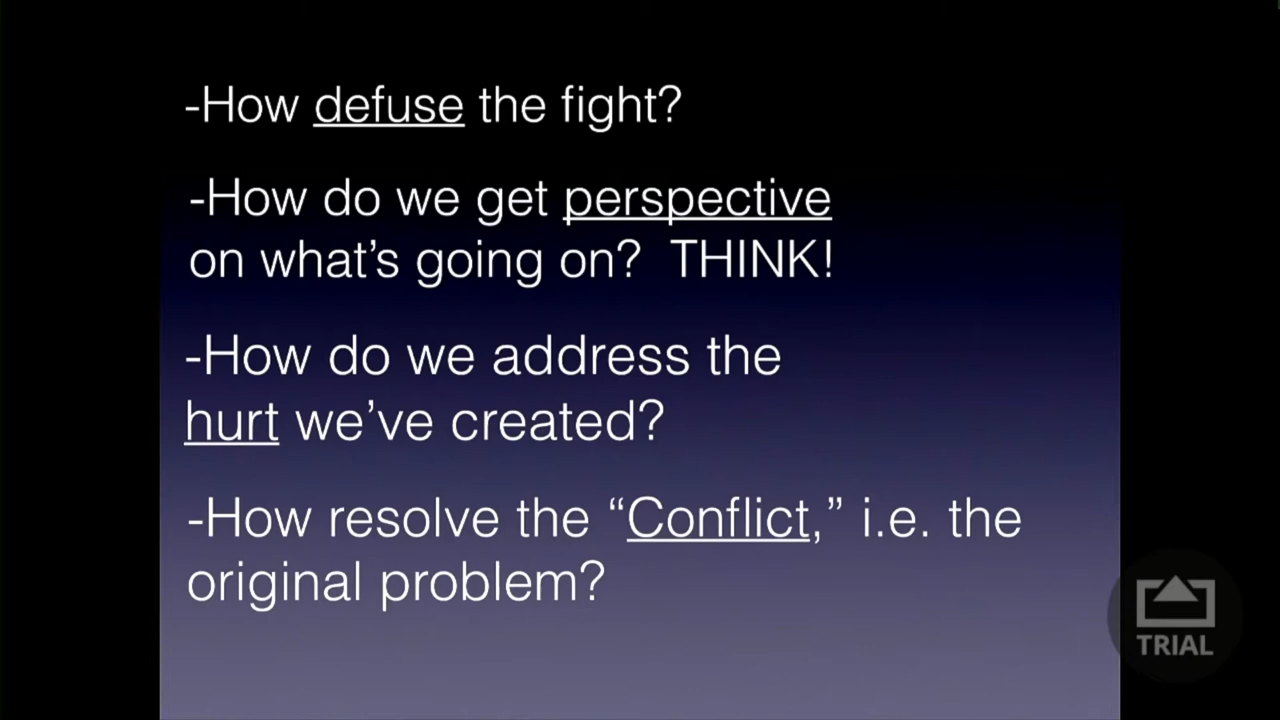 -How defuse the fight?
-How do we get perspective
on what’s going on?  THINK!
-How do we address the
hurt we’ve created?
-How resolve the “Conflict,” i.e. the
original problem?
TRIAL